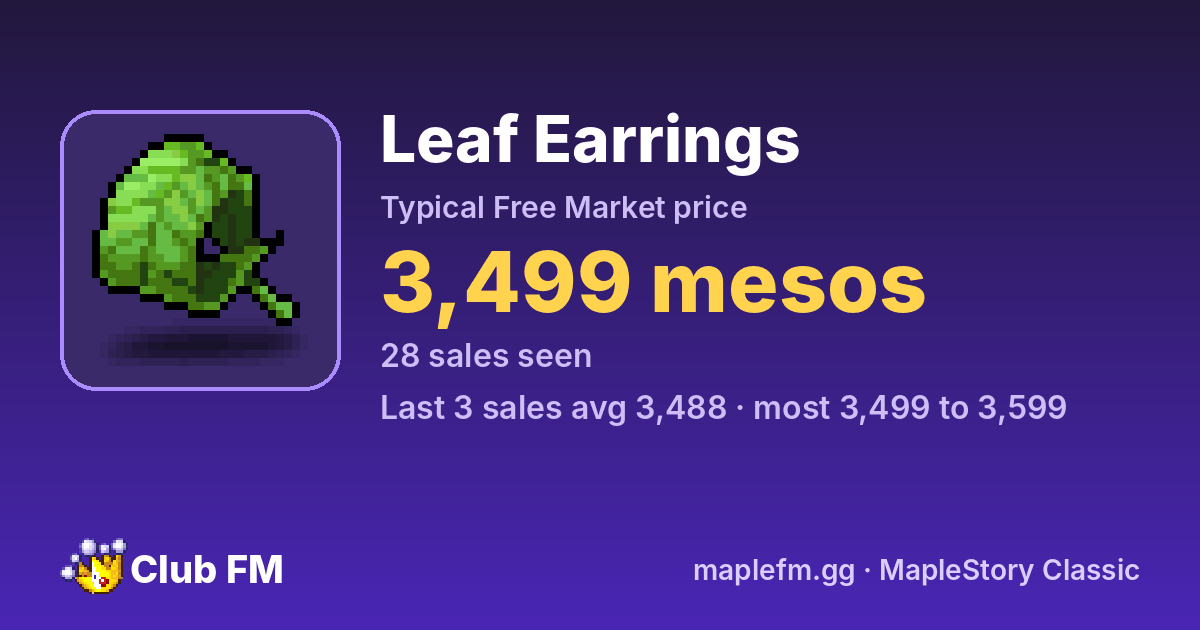 Leaf Earrings
Typical Free Market price
3,499 mesos
28 sales seen
Last 3 sales avg 3,488 · most 3,499 to 3,599
Club FM
maplefm.gg · MapleStory Classic